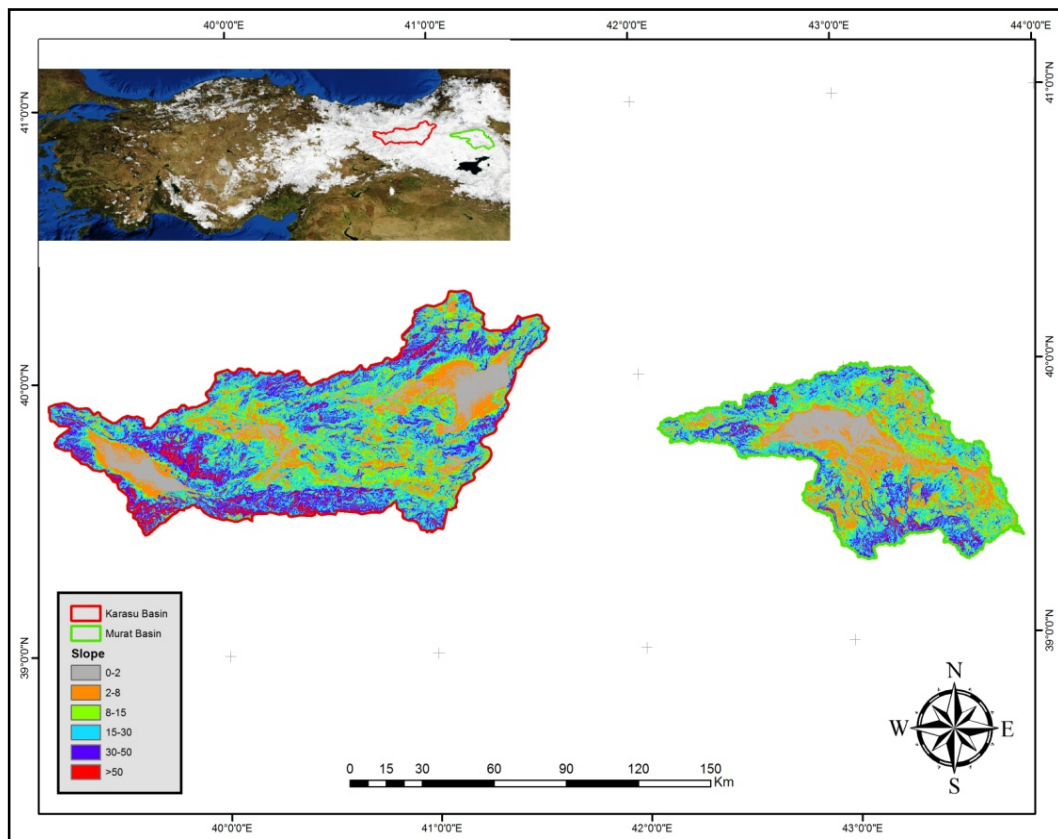 40°0'0"E 41°0'0"E 42°0'0"E 43°0'0"E 44°0'0"E
41°0'0"N
41°0'0"N
40°0'0"N
40°0'0"N
39°0'0"N
39°0'0"N
Karasu Basin
Murat Basin
Slope
0-2
2-8
8-15
15-30
30-50
>50
N
W E
S
0 15 30 60 90 120 150
Km
40°0'0"E 41°0'0"E 42°0'0"E 43°0'0"E